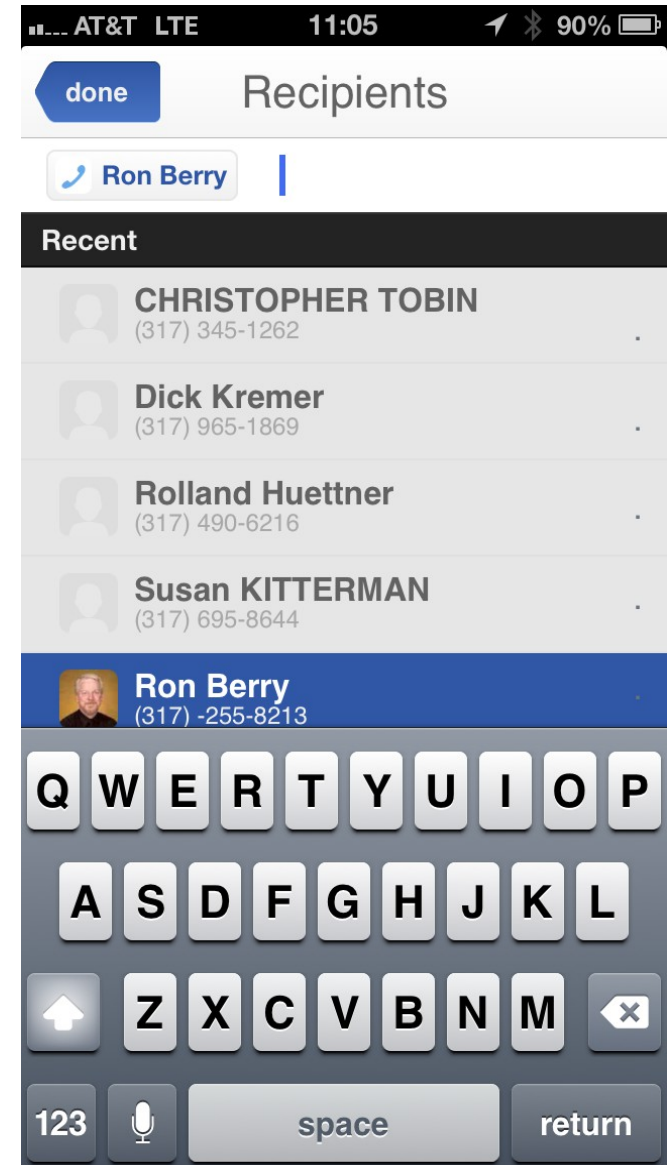 AT&T LTE 11:05 90%
done Recipients
Ron Berry
Recent
CHRISTOPHER TOBIN
(317) 345-1262
Dick Kremer
(317) 965-1869
Rolland Huettner
(317) 490-6216
Susan KITTERMAN
(317) 695-8644
Ron Berry
(317) -255-8213
Q W E R T Y U I O P
A S D F G H J K L
Z X C V B N M
123 space return